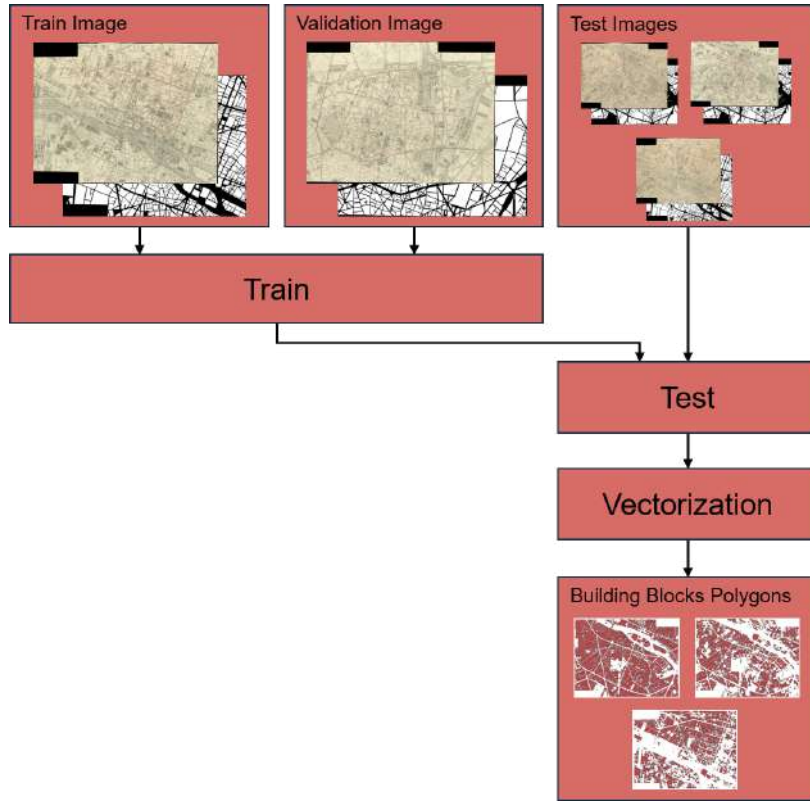 Train Image
Validation Image
Test Images
Train
Test
Vectorization
Building Blocks Polygons